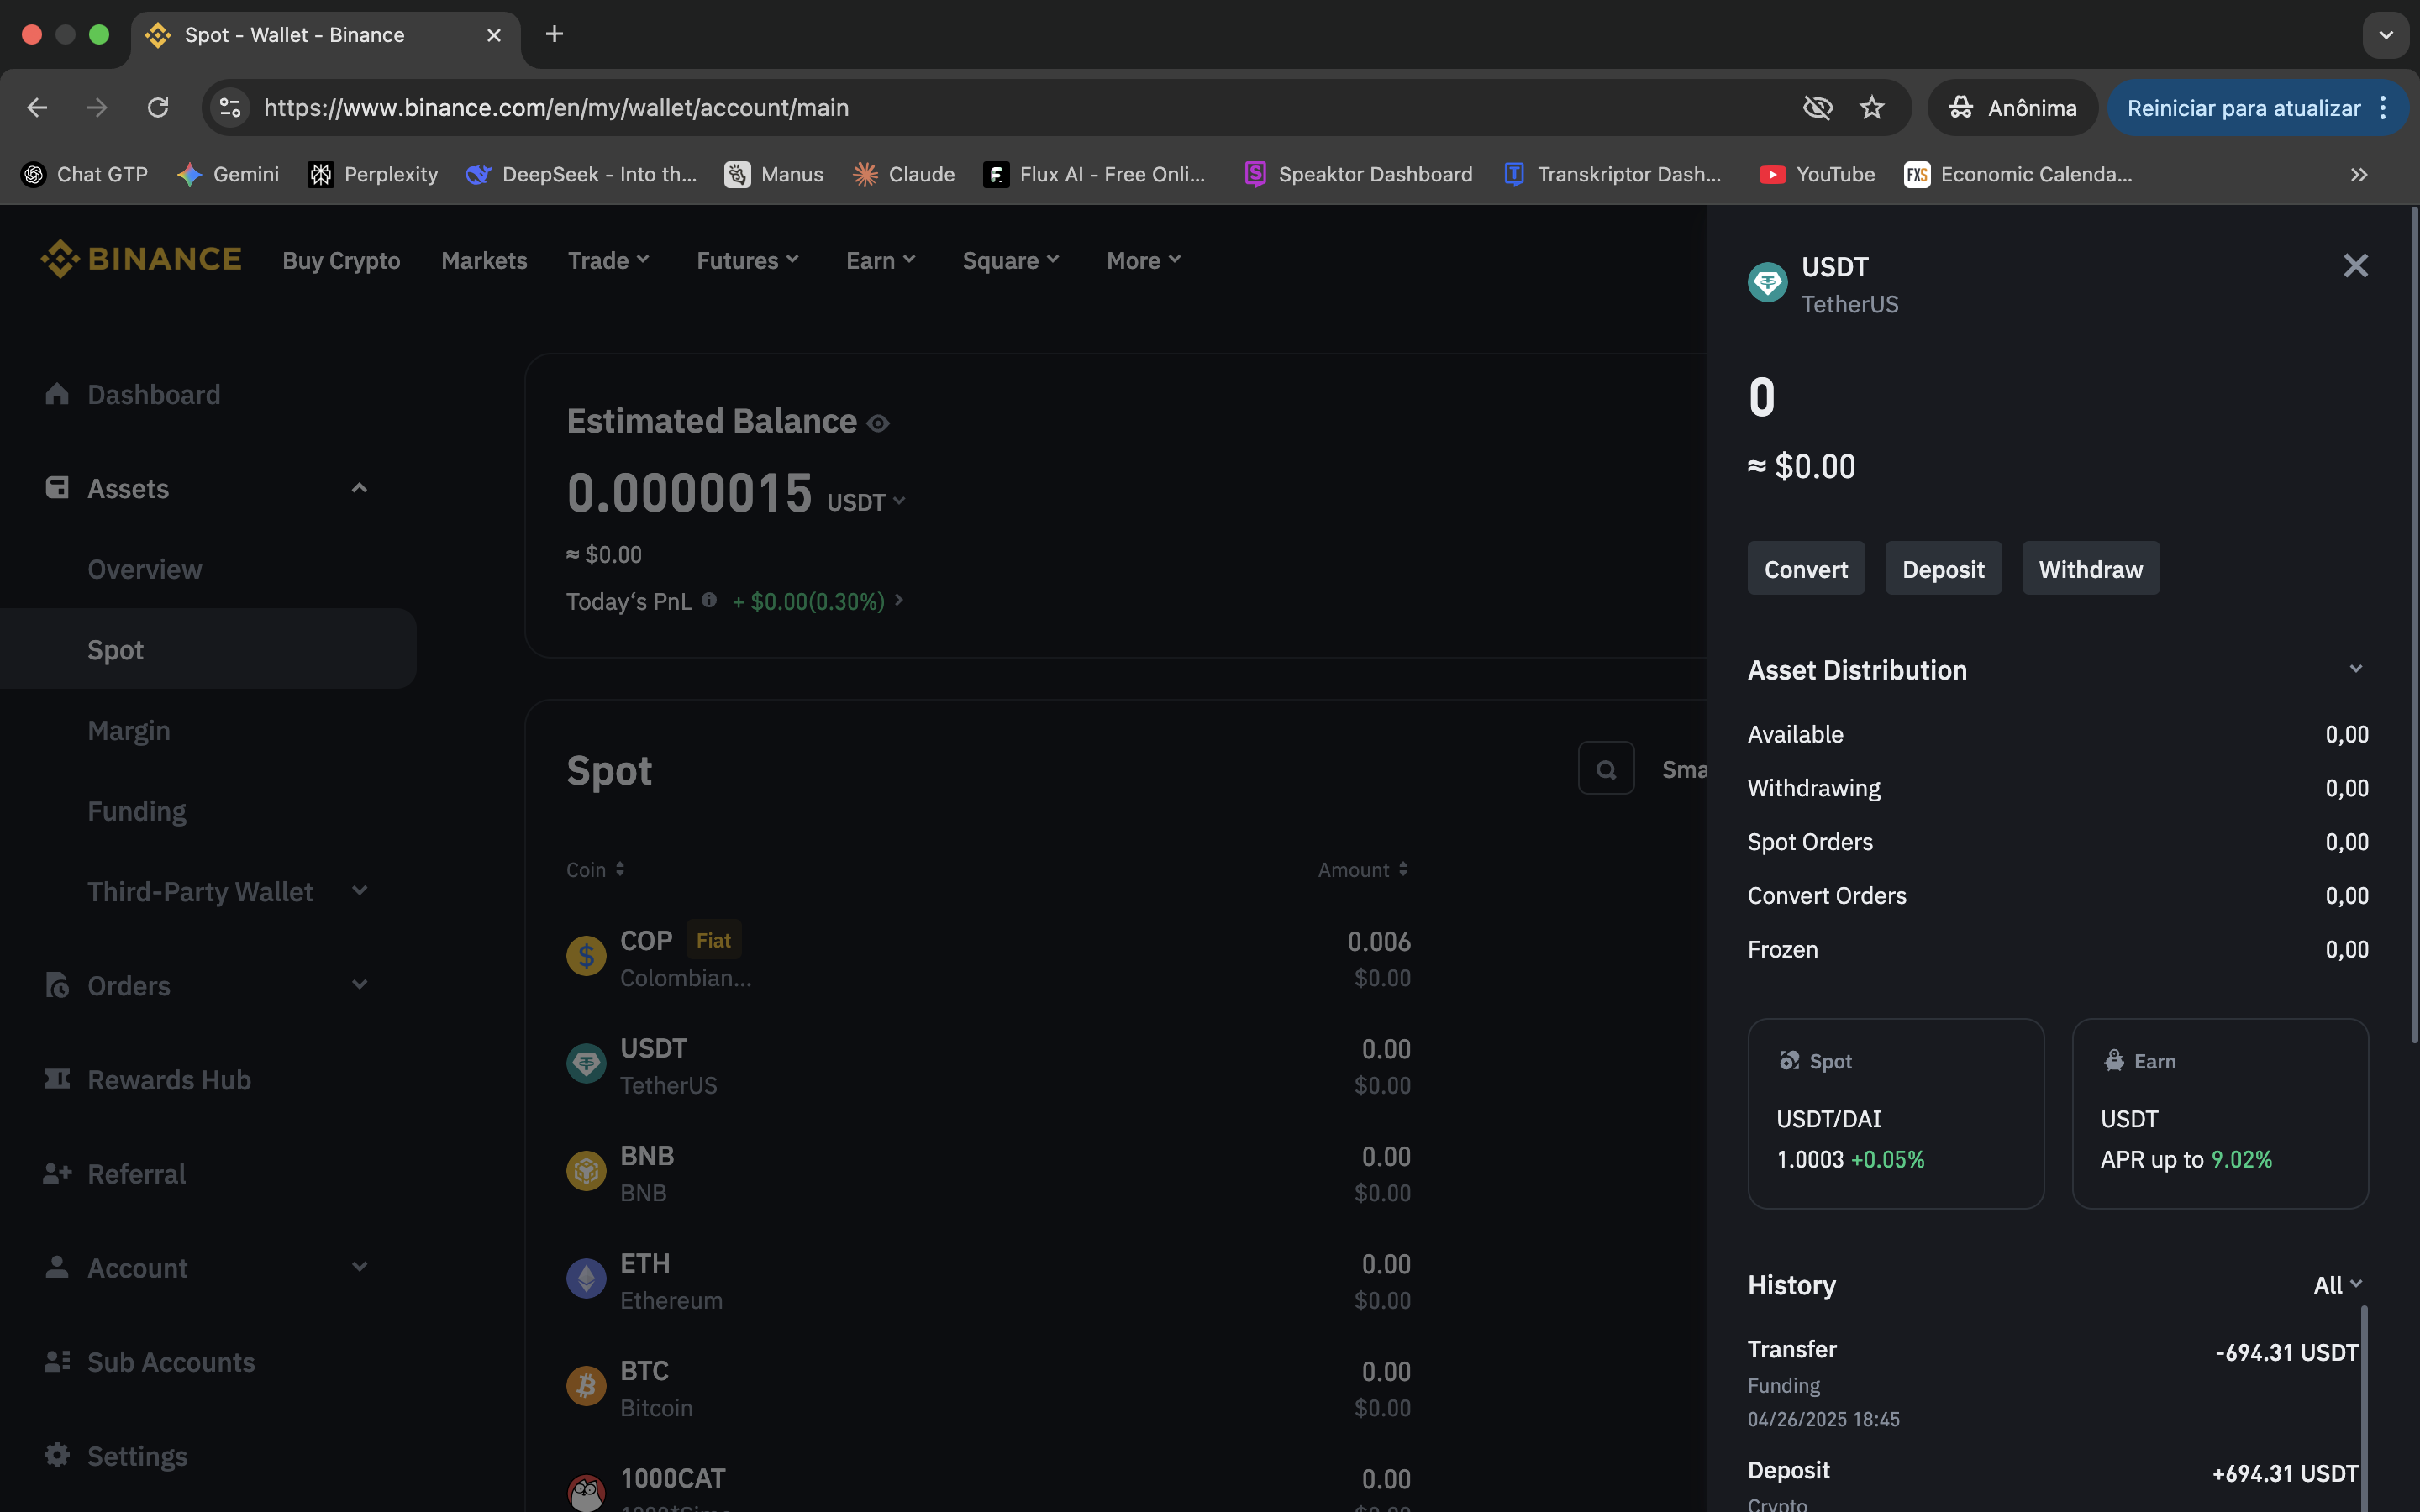 Spot - Wallet - Binance
https://www.binance.com/en/my/wallet/account/main
Anônima
Reiniciar para atualizar
Chat GTP
Gemini
Perplexity
DeepSeek - Into th...
Manus
Claude
Flux AI - Free Onli...
Speaktor Dashboard
Transkriptor Dash...
YouTube
Economic Calenda...
BINANCE
Buy Crypto
Markets
Trade
Futures
Earn
Square
More
Dashboard
Assets
Overview
Spot
Margin
Funding
Third-Party Wallet
Orders
Rewards Hub
Referral
Account
Sub Accounts
Settings
Estimated Balance
0.0000015 USDT
≈ $0.00
Today‘s PnL + $0.00(0.30%)
Spot
Sma
Coin
Amount
COP Fiat
0.006
Colombian...
$0.00
USDT
0.00
TetherUS
$0.00
BNB
0.00
BNB
$0.00
ETH
0.00
Ethereum
$0.00
BTC
0.00
Bitcoin
$0.00
1000CAT
0.00
USDT
TetherUS
0
≈ $0.00
Convert
Deposit
Withdraw
Asset Distribution
Available 0,00
Withdrawing 0,00
Spot Orders 0,00
Convert Orders 0,00
Frozen 0,00
Spot
USDT/DAI
1.0003 +0.05%
Earn
USDT
APR up to 9.02%
History
All
Transfer
-694.31 USDT
Funding
04/26/2025 18:45
Deposit
+694.31 USDT
Crypto